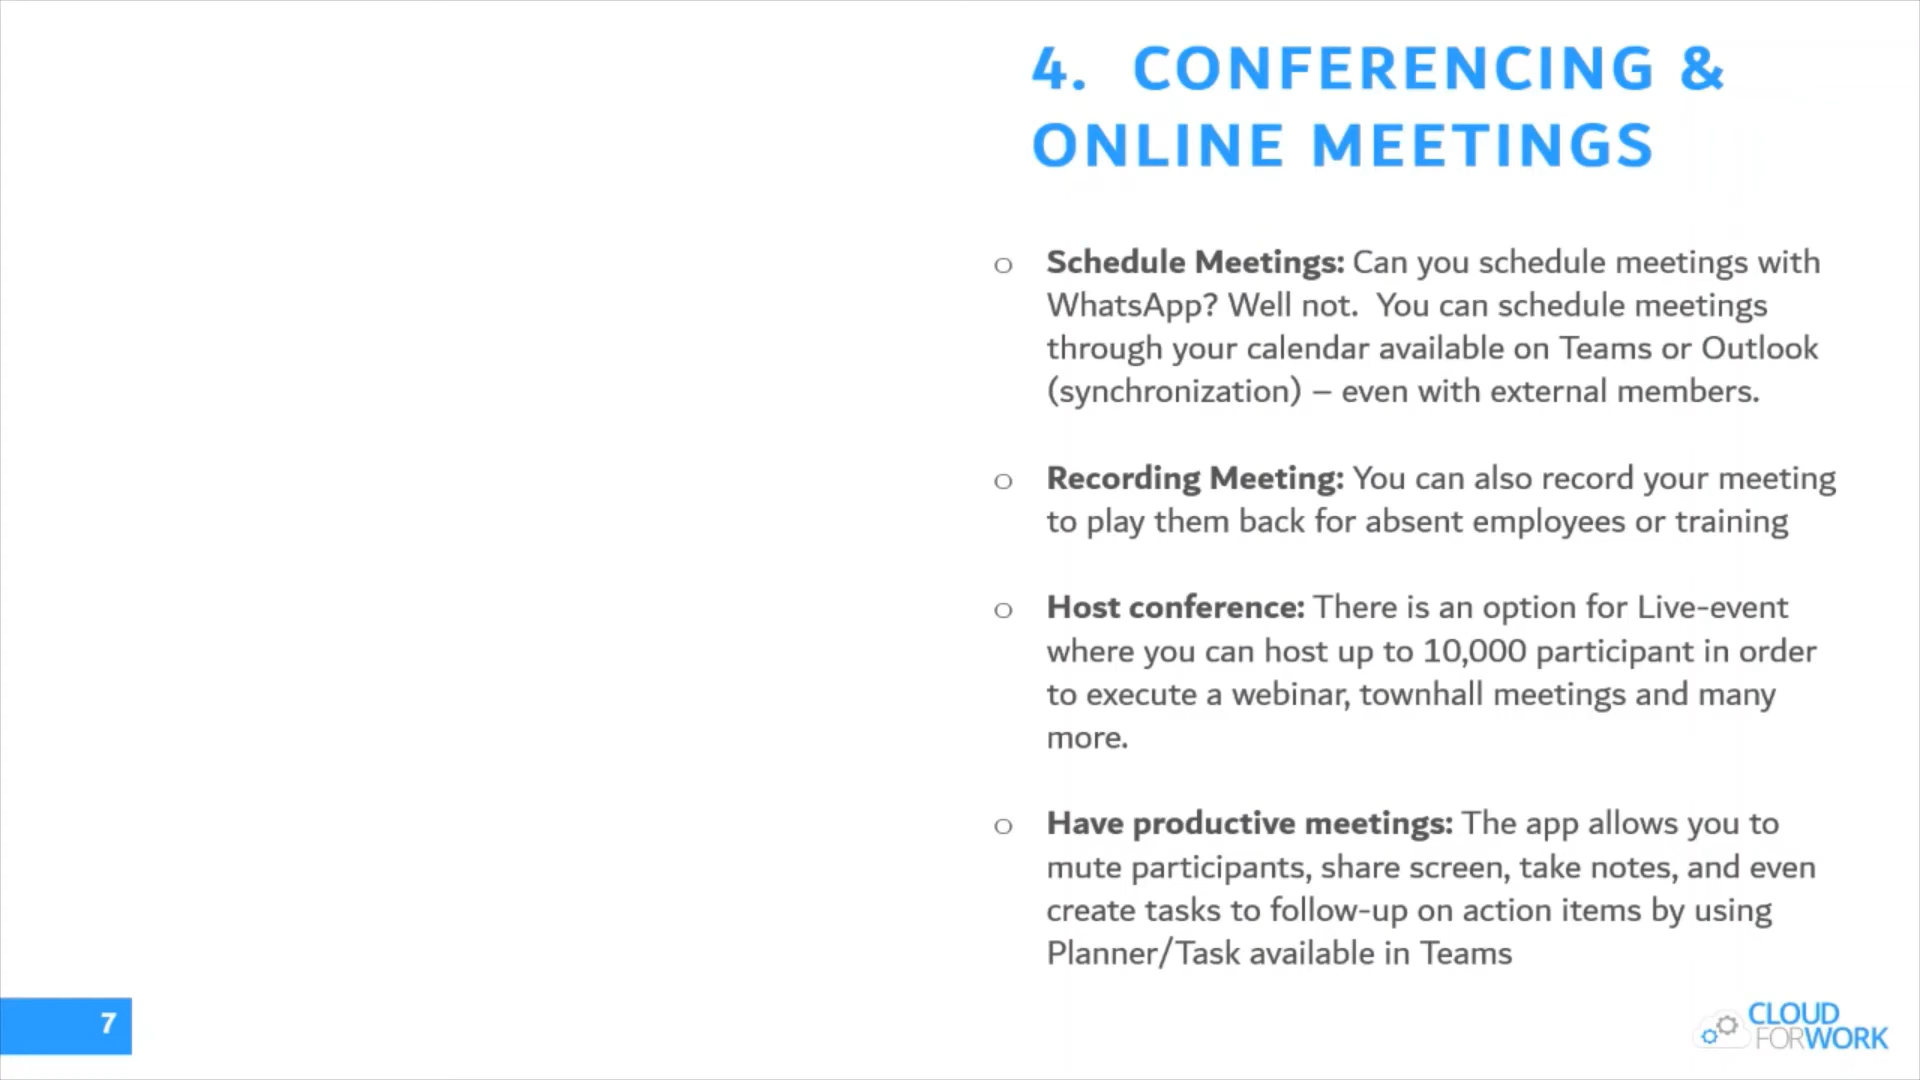 4. CONFERENCING &
ONLINE MEETINGS
o Schedule Meetings: Can you schedule meetings with
WhatsApp? Well not. You can schedule meetings
through your calendar available on Teams or Outlook
(synchronization) – even with external members.
o Recording Meeting: You can also record your meeting
to play them back for absent employees or training
o Host conference: There is an option for Live-event
where you can host up to 10,000 participant in order
to execute a webinar, townhall meetings and many
more.
o Have productive meetings: The app allows you to
mute participants, share screen, take notes, and even
create tasks to follow-up on action items by using
Planner/Task available in Teams
7
CLOUD
FORWORK